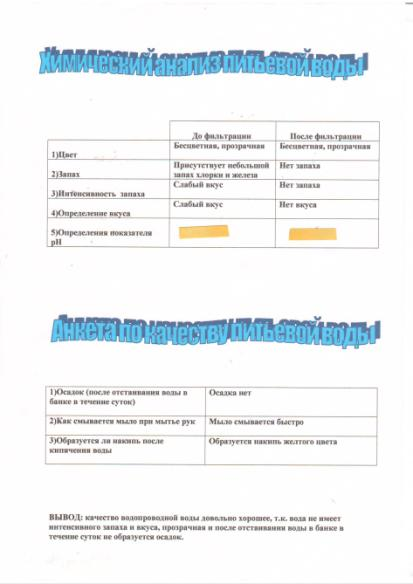 Химический анализ питьевой воды
До фильтрации После фильтрации
1)Цвет Бесцветная, прозрачная Бесцветная, прозрачная
2)Запах Присутствует небольшой запах хлорки и железа Нет запаха
3)Интенсивность запаха Слабый вкус Нет запаха
4)Определение вкуса Слабый вкус Нет вкуса
5)Определения показателя pH
Анкета по качеству питьевой воды
1)Осадок (после отстаивания воды в банке в течение суток) Осадка нет
2)Как смывается мыло при мытье рук Мыло смывается быстро
3)Образуется ли накипь после кипячения воды Образуется накипь желтого цвета
ВЫВОД: качество водопроводной воды довольно хорошее, т.к. вода не имеет
интенсивного запаха и вкуса, прозрачная и после отстаивания воды в банке в
течение суток не образуется осадок.